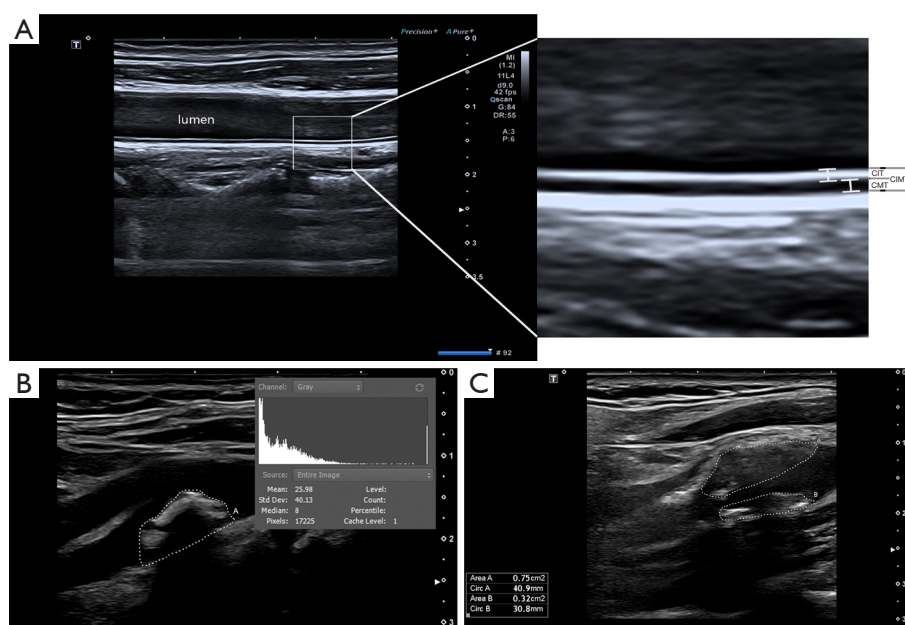 A
T
Precision+ A Pure+
0
MI
(1.2)
11L4
d9.0
42 fps
Qscan
G:84
DR:55
A:3
P:6
lumen
1
2
3
3.5
# 92
CIT
CIMT
CMT
B
Channel: Gray
Source: Entire Image
Mean: 25.98 Level:
Std Dev: 40.13 Count:
Median: 8 Percentile:
Pixels: 17225 Cache Level: 1
A
0
1
2
3
C
T
A
B
0
1
2
3
Area A 0.75cm2
Circ A 40.9mm
Area B 0.32cm2
Circ B 30.8mm